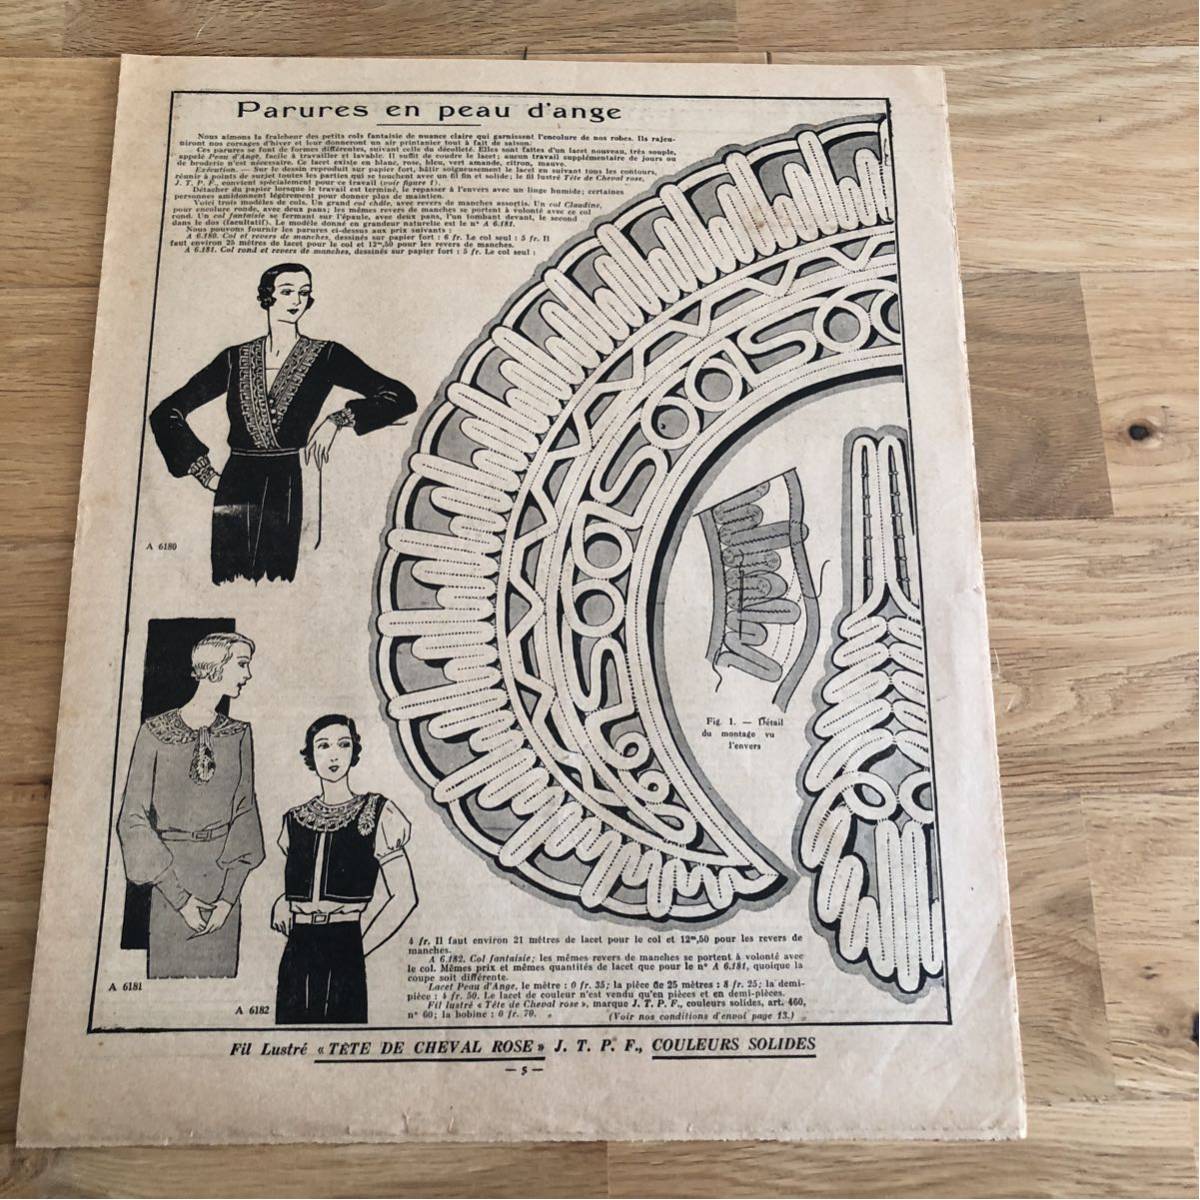 Parures en peau d'ange
Nous aimons la fraîcheur des petits cols fantaisie de nuance claire qui garnissent l'encolure de nos robes. Ils rajeu-
niront nos corsages d'hiver et leur donneront un air printanier tout à fait de saison.
Ces parures se font de formes différentes, suivant celle du décolleté. Elles sont faites d'un lacet nouveau, très souple,
appelé Peau d'Ange, facile à travailler et lavable. Il suffit de coudre le lacet; aucun travail supplémentaire de jours ou
de broderie n'est nécessaire. Ce lacet existe en blanc, rose, bleu, vert amande, citron, mauve.
Exécution. — Sur le dessin reproduit sur papier fort, bâtir soigneusement le lacet en suivant tous les contours,
réunir à points de surjet toutes les parties qui se touchent avec un fil fin et solide; le fil lustré Tête de Cheval rose,
J. T. P. F., convient spécialement pour ce travail (voir figure 1).
Détacher du papier lorsque le travail est terminé, le repasser à l'envers avec un linge humide; certaines
personnes amidonnent légèrement pour donner plus de maintien.
Voici trois modèles de cols. Un grand col châle, avec revers de manches assortis. Un col Claudine,
pour encolure ronde, avec deux pans; les mêmes revers de manches se portent à volonté avec ce col
rond. Un col fantaisie se fermant sur l'épaule, avec deux pans, l'un tombant devant, le second
dans le dos (facultatif). Le modèle donné en grandeur naturelle est le n° A 6.181.
Nous pouvons fournir les parures ci-dessus aux prix suivants :
A 6.180. Col et revers de manches, dessinés sur papier fort : 6 fr. Le col seul : 5 fr. Il
faut environ 25 mètres de lacet pour le col et 12m,50 pour les revers de manches.
A 6.181. Col rond et revers de manches, dessinés sur papier fort : 5 fr. Le col seul :
A 6180
Fig. 1. — Détail
du montage vu
l'envers
A 6181
A 6182
4 fr. Il faut environ 21 mètres de lacet pour le col et 12m,50 pour les revers de
manches.
A 6.182. Col fantaisie; les mêmes revers de manches se portent à volonté avec
le col. Mêmes prix et mêmes quantités de lacet que pour le n° A 6.181, quoique la
coupe soit différente.
Lacet Peau d'Ange, le mètre : 0 fr. 35; la pièce de 25 mètres : 8 fr. 25; la demi-
pièce : 4 fr. 50. Le lacet de couleur n'est vendu qu'en pièces et en demi-pièces.
Fil lustré « Tête de Cheval rose », marque J. T. P. F., couleurs solides, art. 460,
n° 60; la bobine : 0 fr. 70. (Voir nos conditions d'envoi page 13.)
Fil Lustré « TÊTE DE CHEVAL ROSE » J. T. P. F., COULEURS SOLIDES
— 5 —